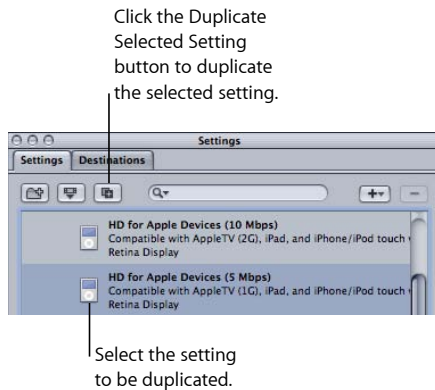 Click the Duplicate
Selected Setting
button to duplicate
the selected setting.
Settings
Settings Destinations
HD for Apple Devices (10 Mbps)
Compatible with AppleTV (2G), iPad, and iPhone/iPod touch
Retina Display
HD for Apple Devices (5 Mbps)
Compatible with AppleTV (1G), iPad, and iPhone/iPod touch
Retina Display
Select the setting
to be duplicated.